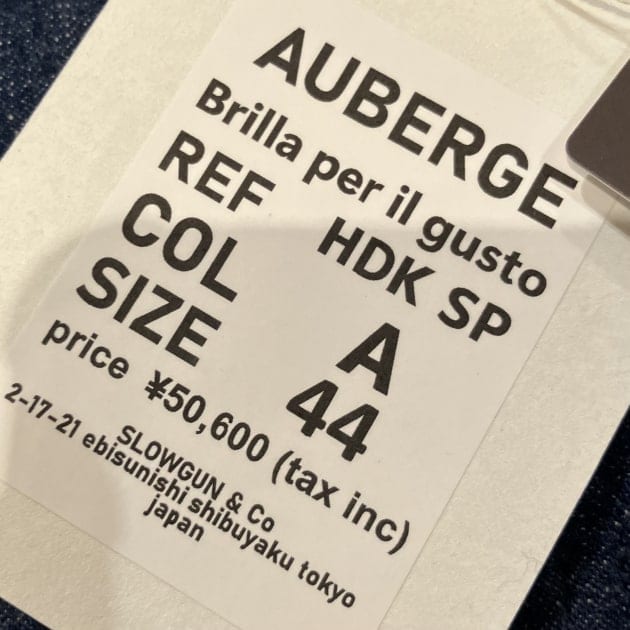 AUBERGE
Brilla per il gusto
REF HDK SP
COL A
SIZE 44
price ¥50,600 (tax inc)
SLOWGUN & Co
2-17-21 ebisunishi shibuyaku tokyo
japan